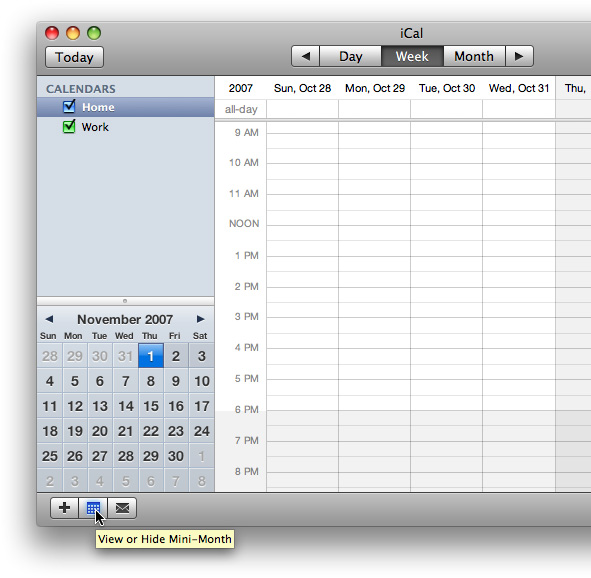 iCal
Today
Day Week Month
CALENDARS
Home
Work
2007 Sun, Oct 28 Mon, Oct 29 Tue, Oct 30 Wed, Oct 31 Thu,
all-day
9 AM
10 AM
11 AM
NOON
1 PM
2 PM
3 PM
4 PM
5 PM
6 PM
7 PM
8 PM
November 2007
Sun Mon Tue Wed Thu Fri Sat
28 29 30 31 1 2 3
4 5 6 7 8 9 10
11 12 13 14 15 16 17
18 19 20 21 22 23 24
25 26 27 28 29 30 1
2 3 4 5 6 7 8
View or Hide Mini-Month